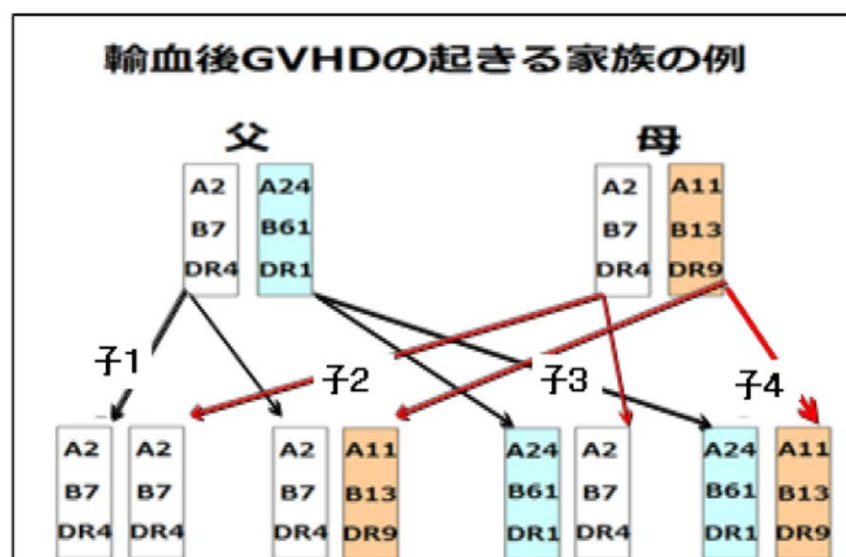 輸血後GVHDの起きる家族の例
父 母
A2 A24 A2 A11
B7 B61 B7 B13
DR4 DR1 DR4 DR9
子1 子2 子3 子4
A2 A2 A2 A11 A24 A2 A24 A11
B7 B7 B7 B13 B61 B7 B61 B13
DR4 DR4 DR4 DR9 DR1 DR4 DR1 DR9